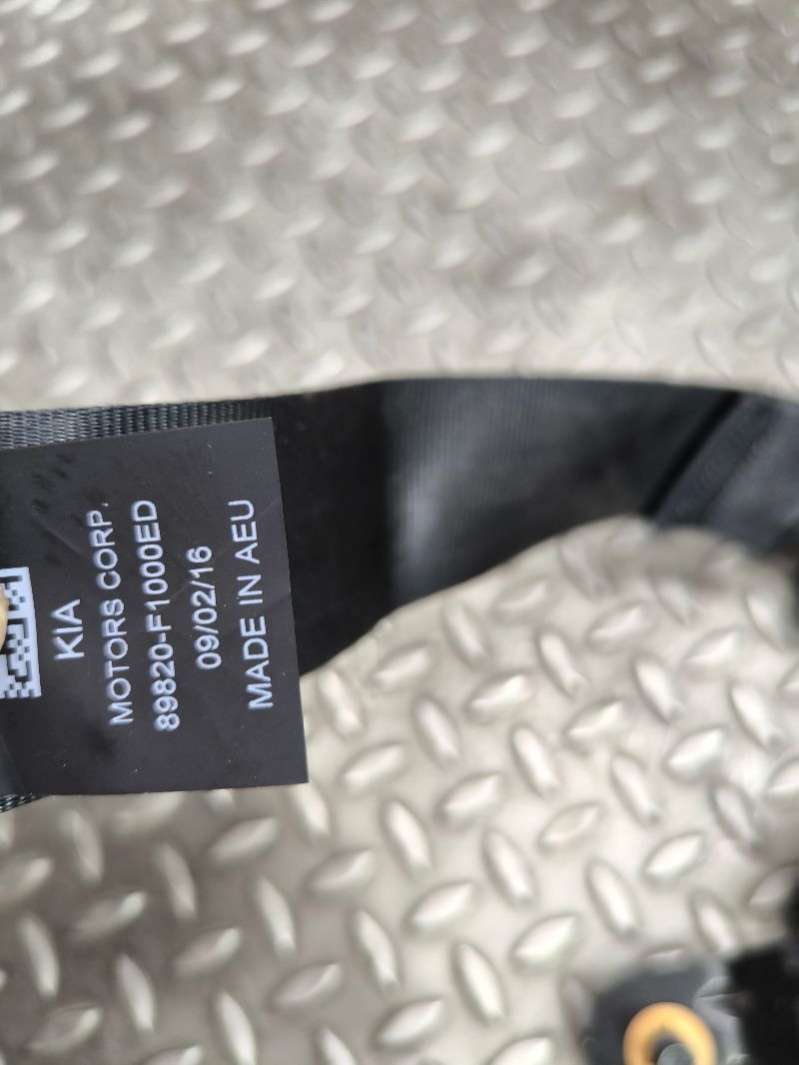 KIA
MOTORS CORP.
89820-F1000ED
09/02/16
MADE IN AEU